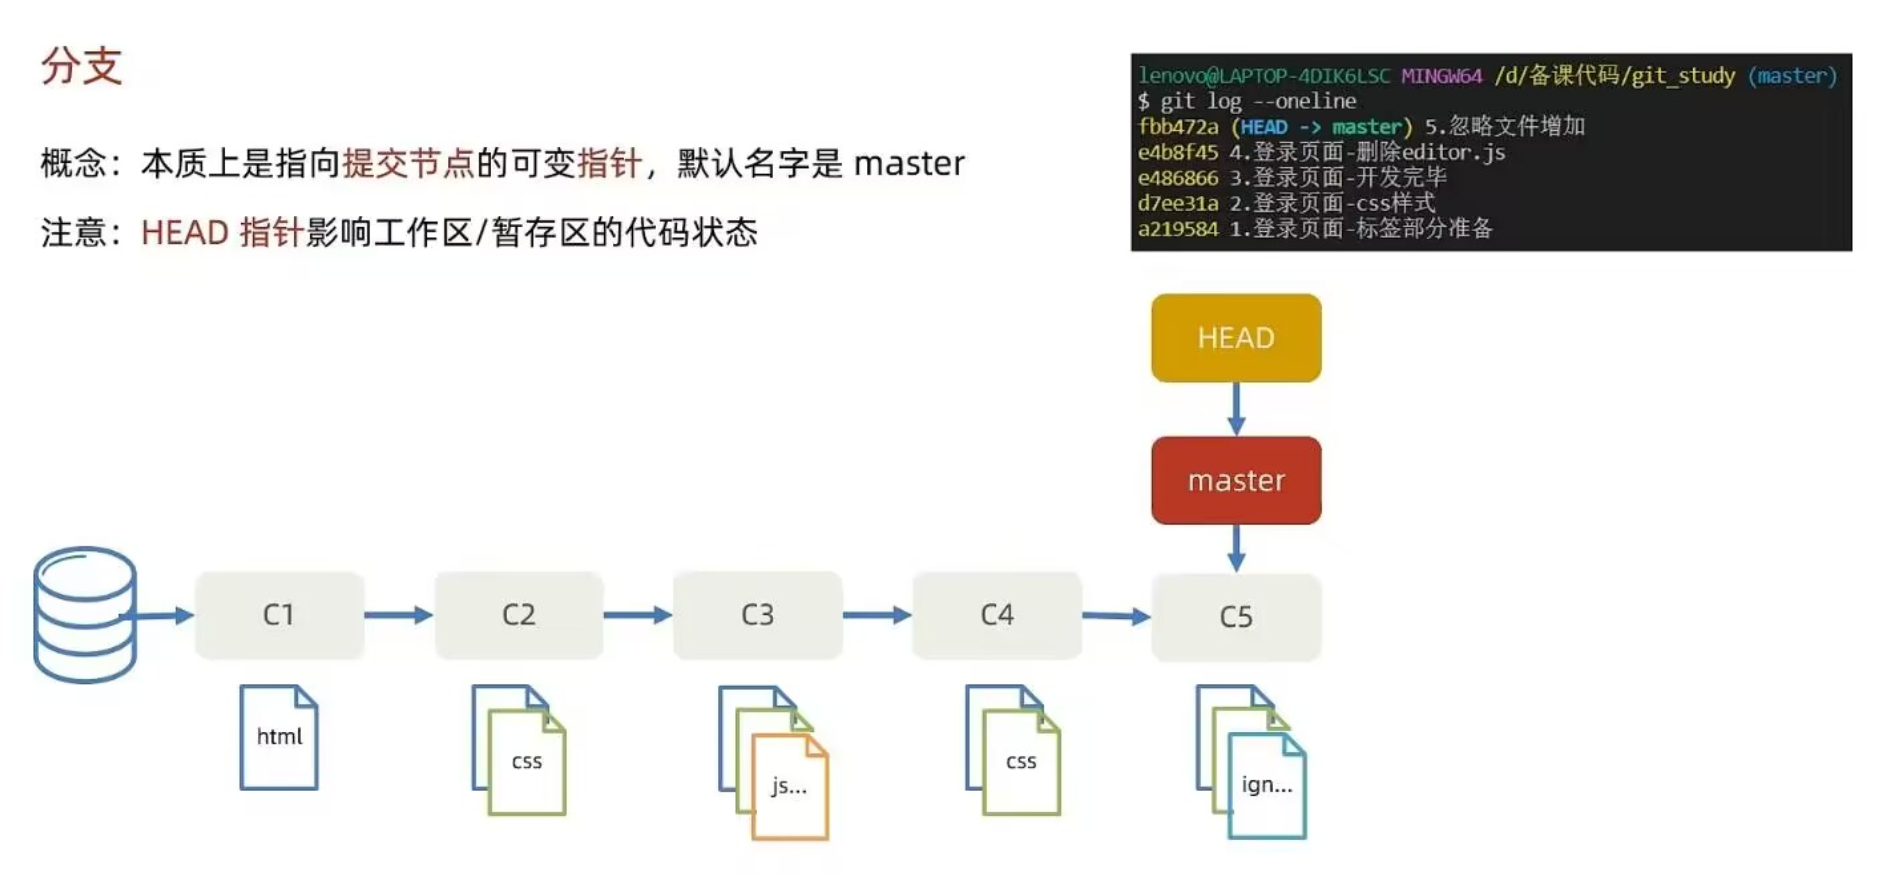 分支
概念：本质上是指向提交节点的可变指针，默认名字是 master
注意：HEAD 指针影响工作区/暂存区的代码状态
lenovo@LAPTOP-4DIK6LSC MINGW64 /d/备课代码/git_study (master)
$ git log --oneline
fbb472a (HEAD -> master) 5.忽略文件增加
e4b8f45 4.登录页面-删除editor.js
e486866 3.登录页面-开发完毕
d7ee31a 2.登录页面-css样式
a219584 1.登录页面-标签部分准备
HEAD
master
C1
C2
C3
C4
C5
html
css
js...
css
ign...